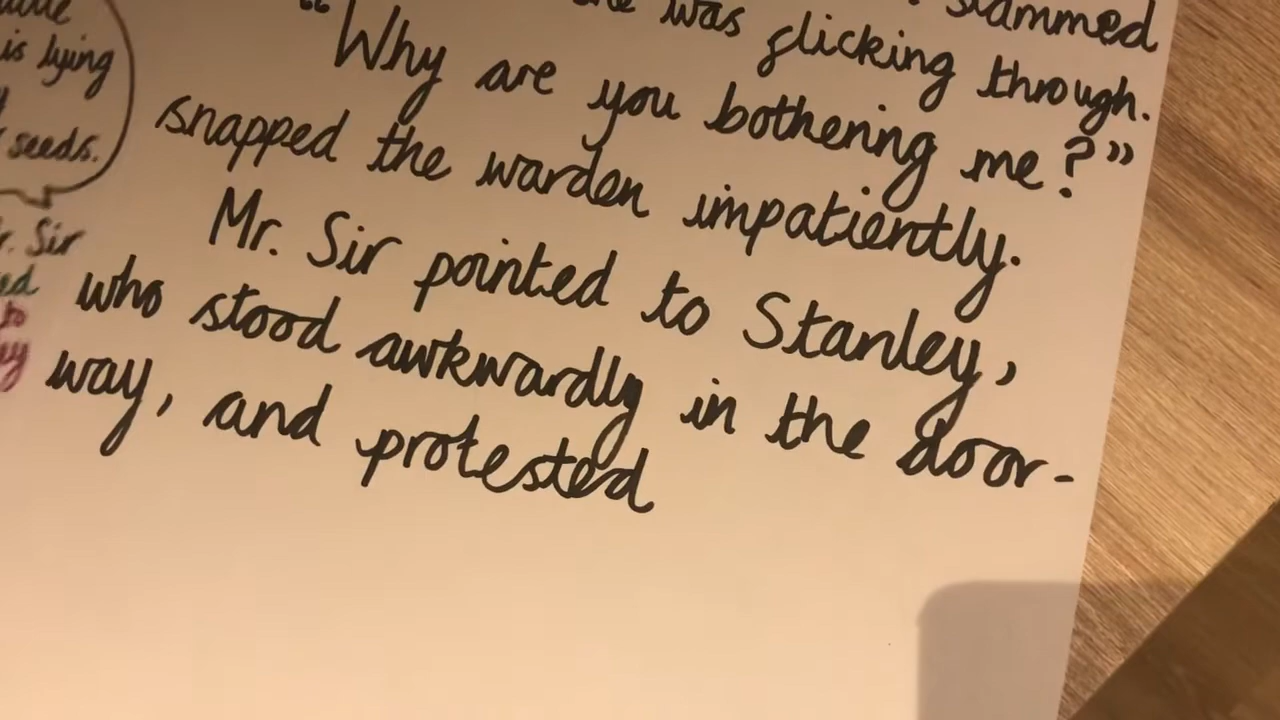 slammed
was flicking through.
"Why are you bothering me?"
snapped the warden impatiently.
Mr. Sir pointed to Stanley,
who stood awkwardly in the door-
way, and protested
is lying
seeds.
Sir